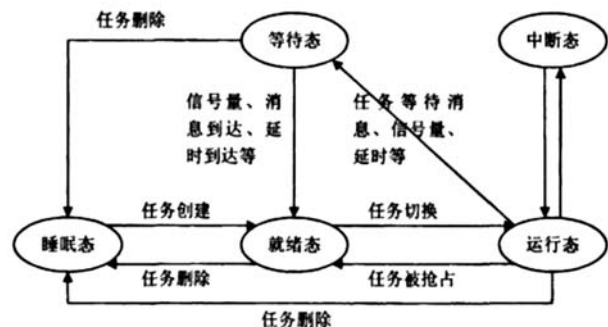 任务删除
等待态
中断态
信号量、消
息到达、延
时到达等
任务等待消
息、信号量、
延时等
任务创建
任务切换
睡眠态
就绪态
运行态
任务删除
任务被抢占
任务删除